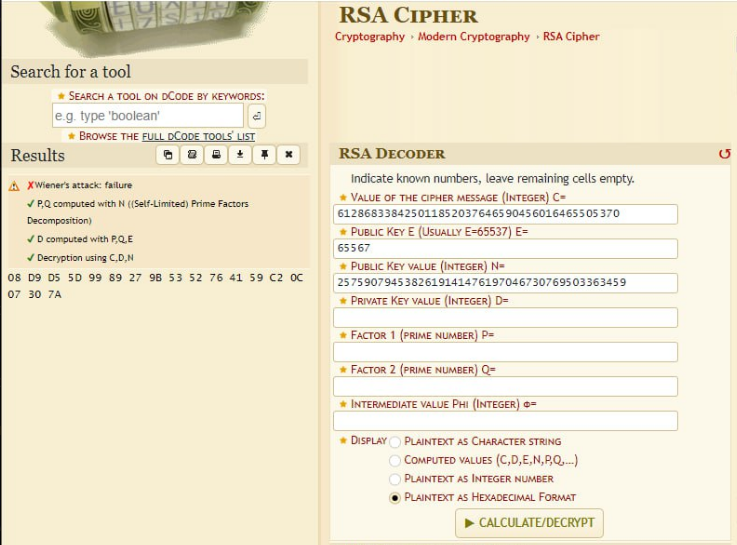 RSA CIPHER
Cryptography › Modern Cryptography › RSA Cipher
Search for a tool
★ SEARCH A TOOL ON DCODE BY KEYWORDS:
e.g. type 'boolean'
★ BROWSE THE FULL DCODE TOOLS' LIST
Results
⚠ ✗Wiener's attack: failure
✓ P,Q computed with N ((Self-Limited) Prime Factors
Decomposition)
✓ D computed with P,Q,E
✓ Decryption using C,D,N
08 D9 D5 5D 99 89 27 9B 53 52 76 41 59 C2 0C
07 30 7A
RSA DECODER
Indicate known numbers, leave remaining cells empty.
★ VALUE OF THE CIPHER MESSAGE (INTEGER) C=
612868338425011852037646590456016465505370
★ PUBLIC KEY E (USUALLY E=65537) E=
65567
★ PUBLIC KEY VALUE (INTEGER) N=
25759079453826191414761970467307695033634​59
★ PRIVATE KEY VALUE (INTEGER) D=
★ FACTOR 1 (PRIME NUMBER) P=
★ FACTOR 2 (PRIME NUMBER) Q=
★ INTERMEDIATE VALUE PHI (INTEGER) Φ=
★ DISPLAY PLAINTEXT AS CHARACTER STRING
COMPUTED VALUES (C,D,E,N,P,Q,...)
PLAINTEXT AS INTEGER NUMBER
PLAINTEXT AS HEXADECIMAL FORMAT
▶ CALCULATE/DECRYPT